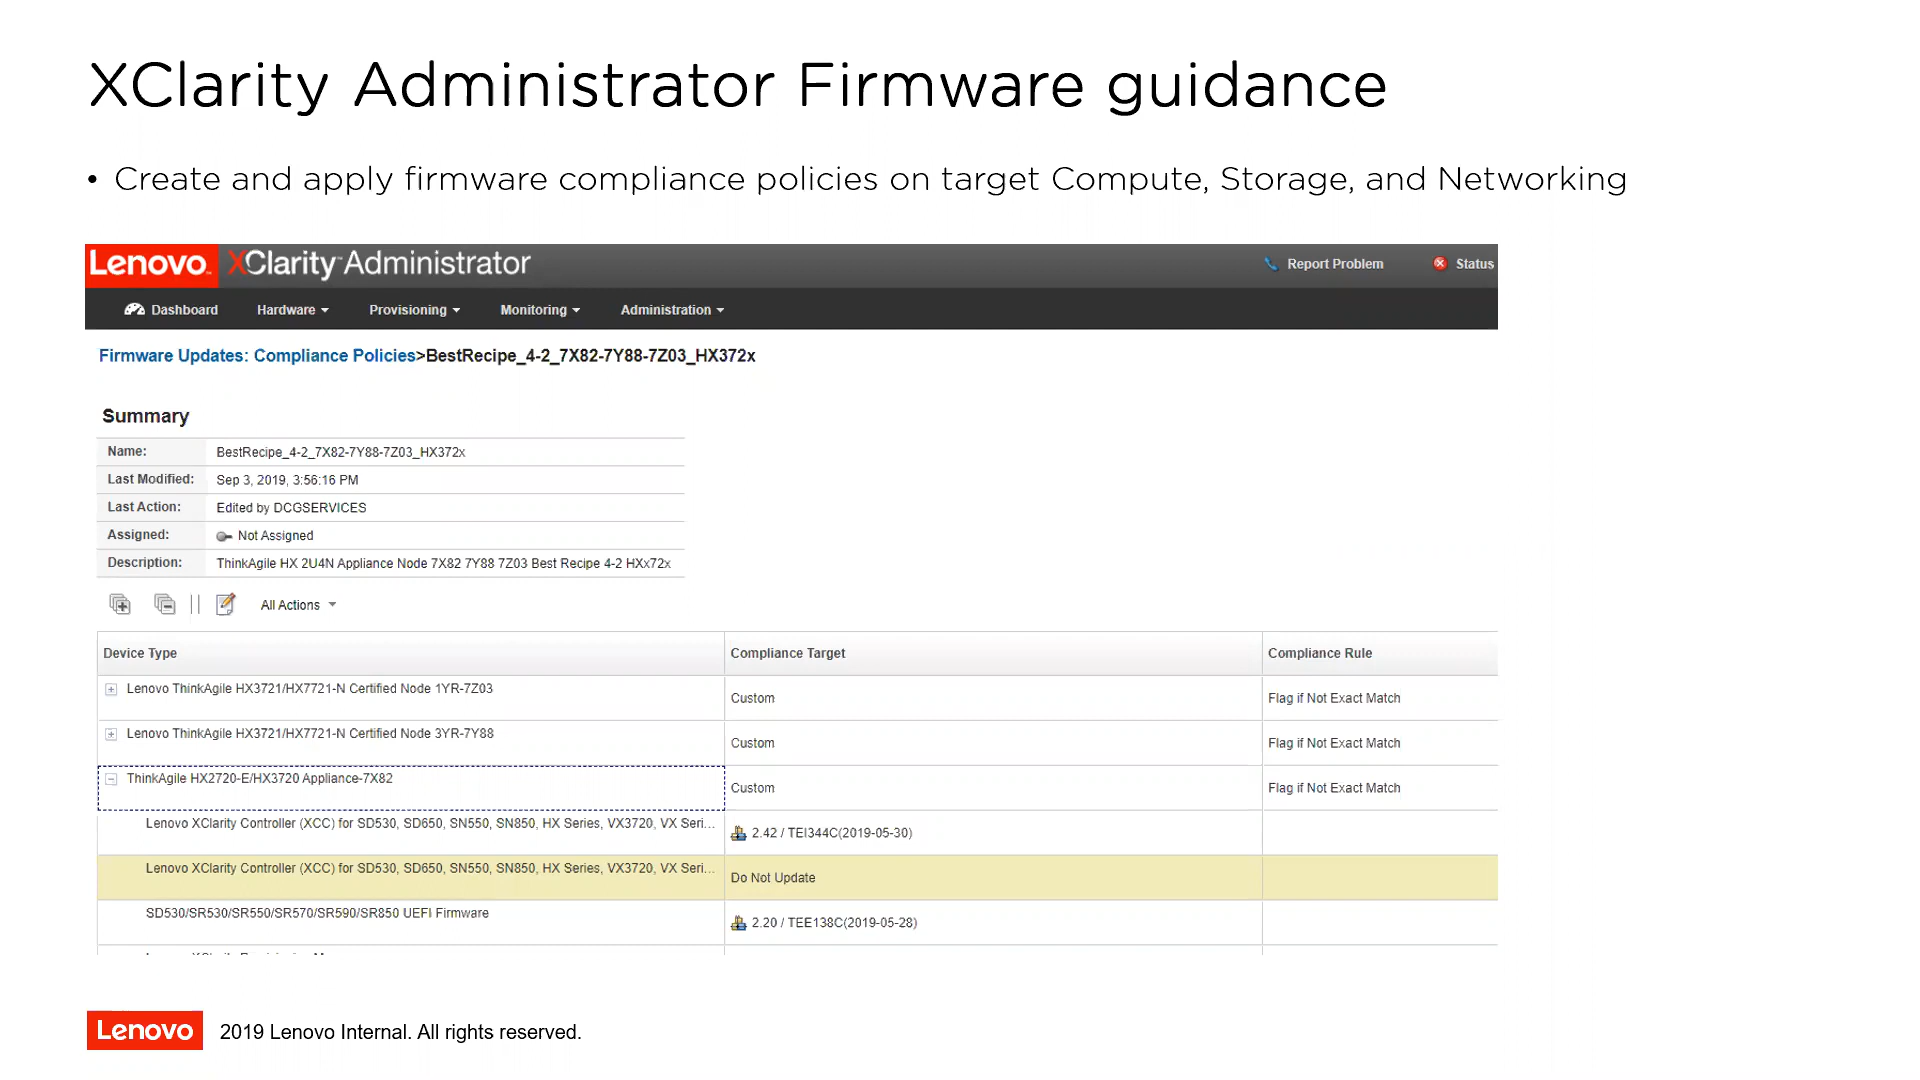 XClarity Administrator Firmware guidance
• Create and apply firmware compliance policies on target Compute, Storage, and Networking
Lenovo XClarity Administrator
Report Problem
Status
Dashboard
Hardware
Provisioning
Monitoring
Administration
Firmware Updates: Compliance Policies>BestRecipe_4-2_7X82-7Y88-7Z03_HX372x
Summary
Name: BestRecipe_4-2_7X82-7Y88-7Z03_HX372x
Last Modified: Sep 3, 2019, 3:56:16 PM
Last Action: Edited by DCGSERVICES
Assigned: Not Assigned
Description: ThinkAgile HX 2U4N Appliance Node 7X82 7Y88 7Z03 Best Recipe 4-2 HXx72x
All Actions
Device Type Compliance Target Compliance Rule
Lenovo ThinkAgile HX3721/HX7721-N Certified Node 1YR-7Z03 Custom Flag if Not Exact Match
Lenovo ThinkAgile HX3721/HX7721-N Certified Node 3YR-7Y88 Custom Flag if Not Exact Match
ThinkAgile HX2720-E/HX3720 Appliance-7X82 Custom Flag if Not Exact Match
Lenovo XClarity Controller (XCC) for SD530, SD650, SN550, SN850, HX Series, VX3720, VX Seri... 2.42 / TEI344C(2019-05-30)
Lenovo XClarity Controller (XCC) for SD530, SD650, SN550, SN850, HX Series, VX3720, VX Seri... Do Not Update
SD530/SR530/SR550/SR570/SR590/SR850 UEFI Firmware 2.20 / TEE138C(2019-05-28)
Lenovo 2019 Lenovo Internal. All rights reserved.